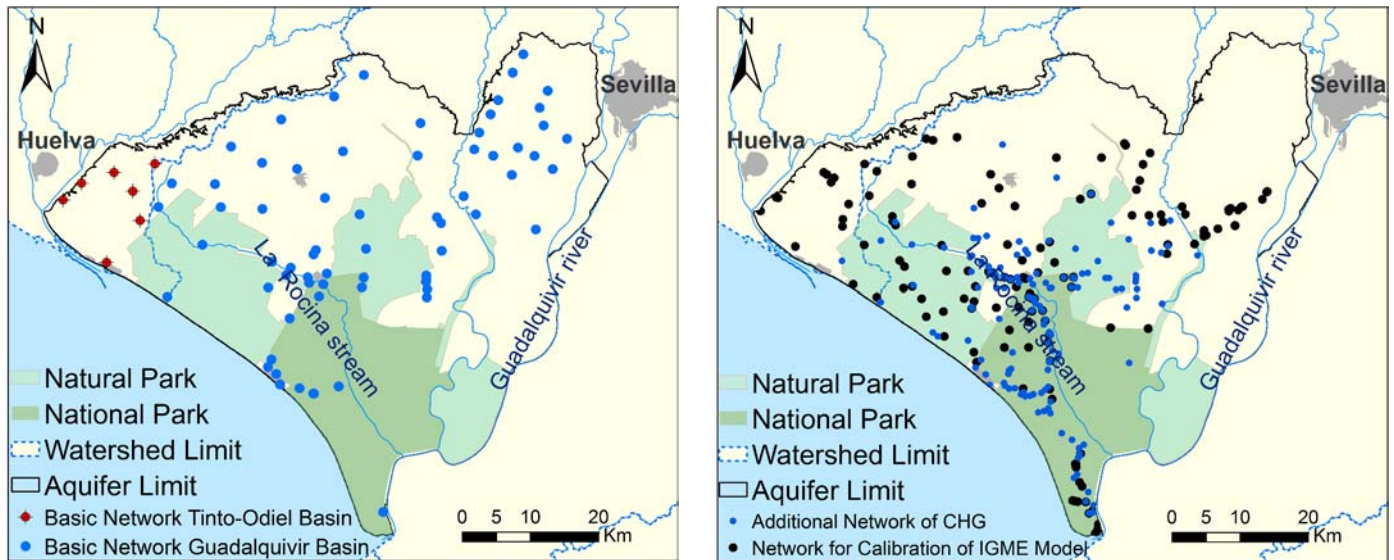 N
Sevilla
Huelva
La Rocina stream
Guadalquivir river
Natural Park
National Park
Watershed Limit
Aquifer Limit
Basic Network Tinto-Odiel Basin
Basic Network Guadalquivir Basin
0 5 10 20
Km
N
Sevilla
Huelva
La Rocina stream
Guadalquivir river
Natural Park
National Park
Watershed Limit
Aquifer Limit
Additional Network of CHG
Network for Calibration of IGME Model
0 5 10 20
Km